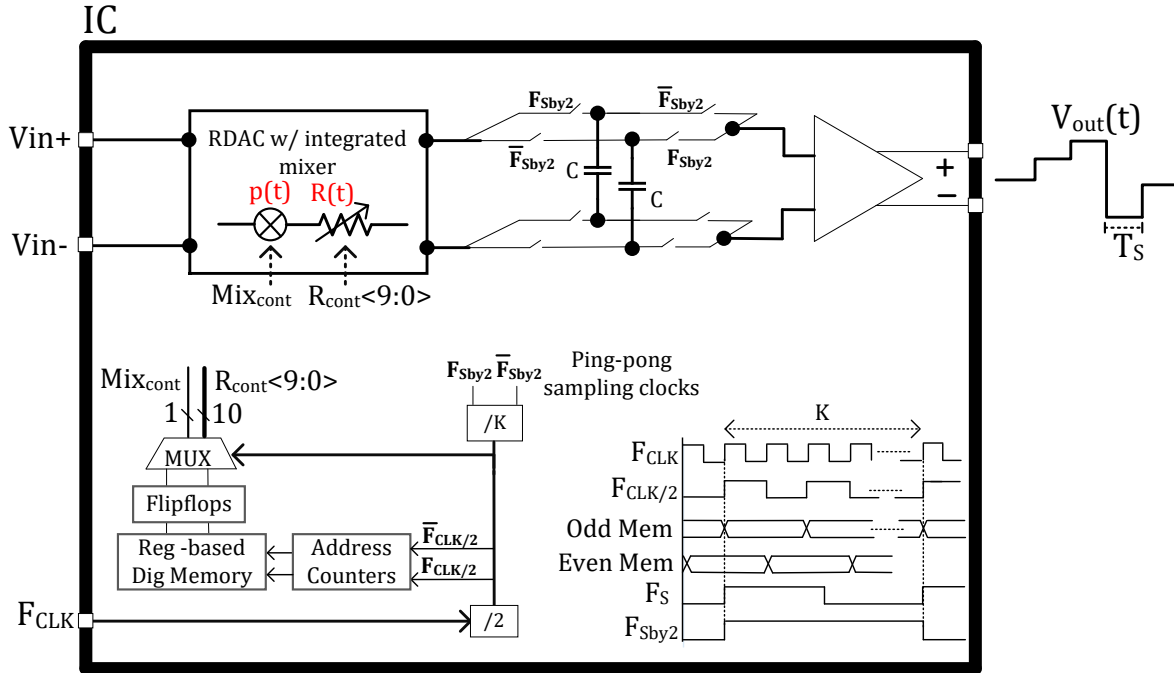 IC
Vin+
Vin-
RDAC w/ integrated
mixer
p(t) R(t)
Mixcont Rcont<9:0>
FSby2
F̅Sby2
F̅Sby2
FSby2
C
C
+
−
Vout(t)
TS
Mixcont
Rcont<9:0>
1
10
MUX
Flipflops
Reg -based
Dig Memory
Address
Counters
F̅CLK/2
FCLK/2
FCLK
/2
/K
FSby2 F̅Sby2
Ping-pong
sampling clocks
K
FCLK
FCLK/2
Odd Mem
Even Mem
FS
FSby2